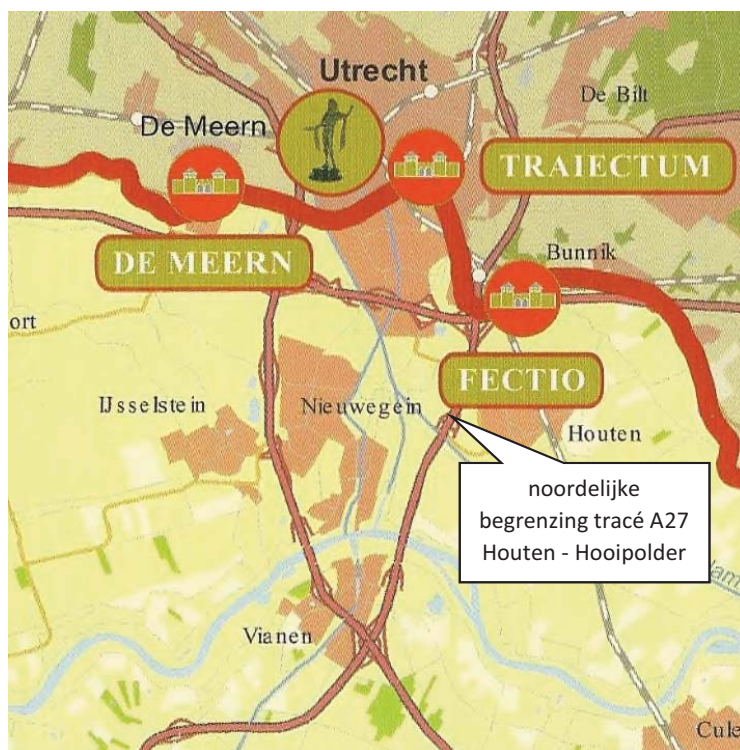 Utrecht
De Bilt
De Meern
TRAIECTUM
DE MEERN
Bunnik
ort
FECTIO
IJsselstein
Nieuwegein
Houten
noordelijke
begrenzing tracé A27
Houten - Hooipolder
Vianen
Cule